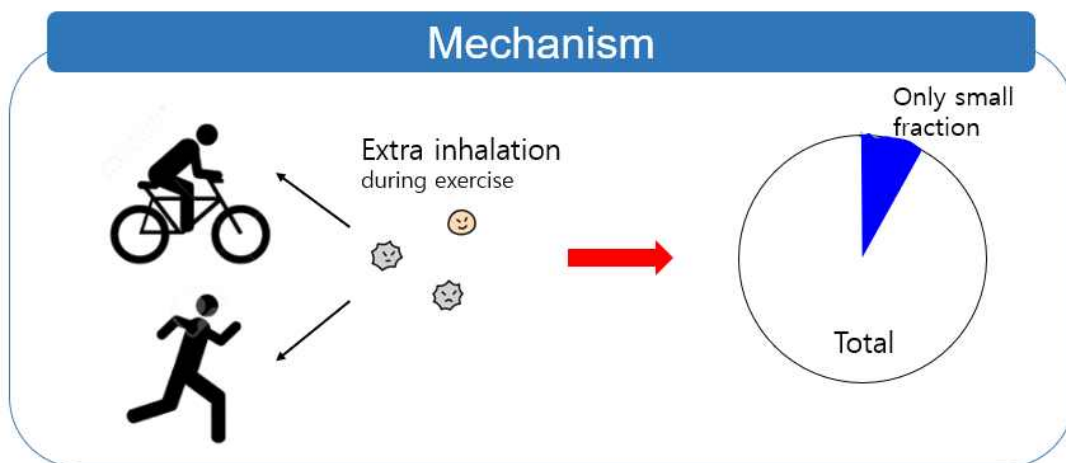 Mechanism
Only small
fraction
Extra inhalation
during exercise
Total